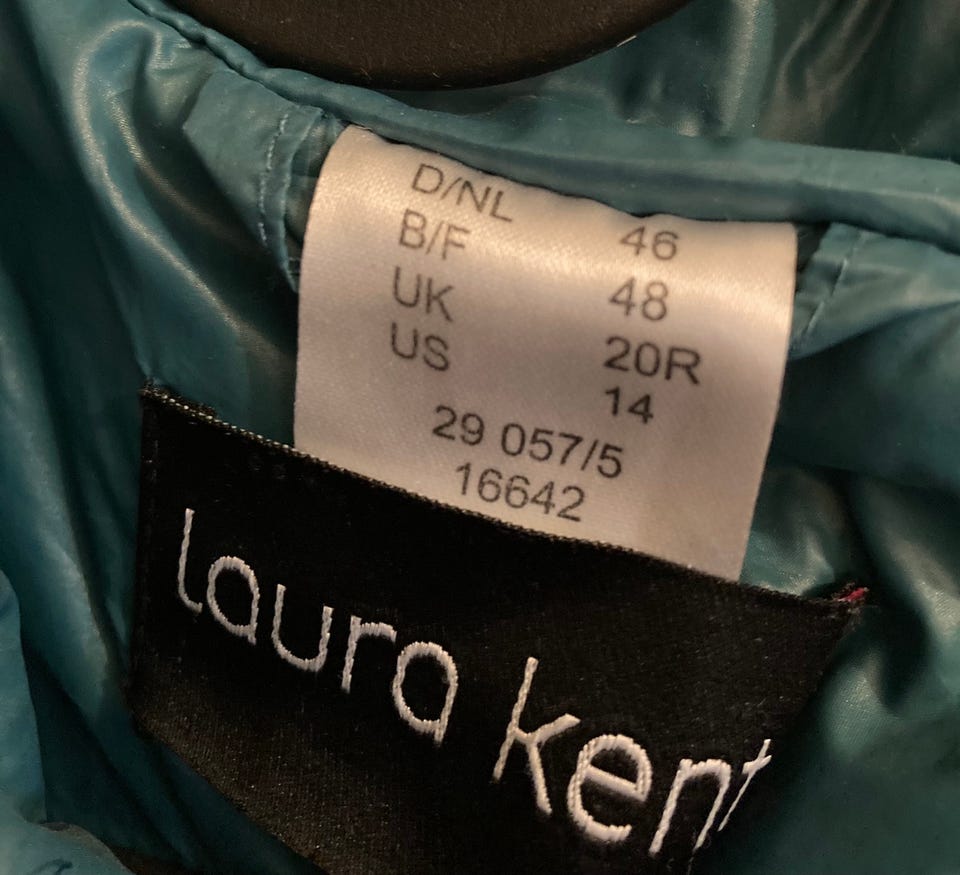 D/NL 46
B/F 48
UK 20R
US 14
29 057/5
16642
laura kent